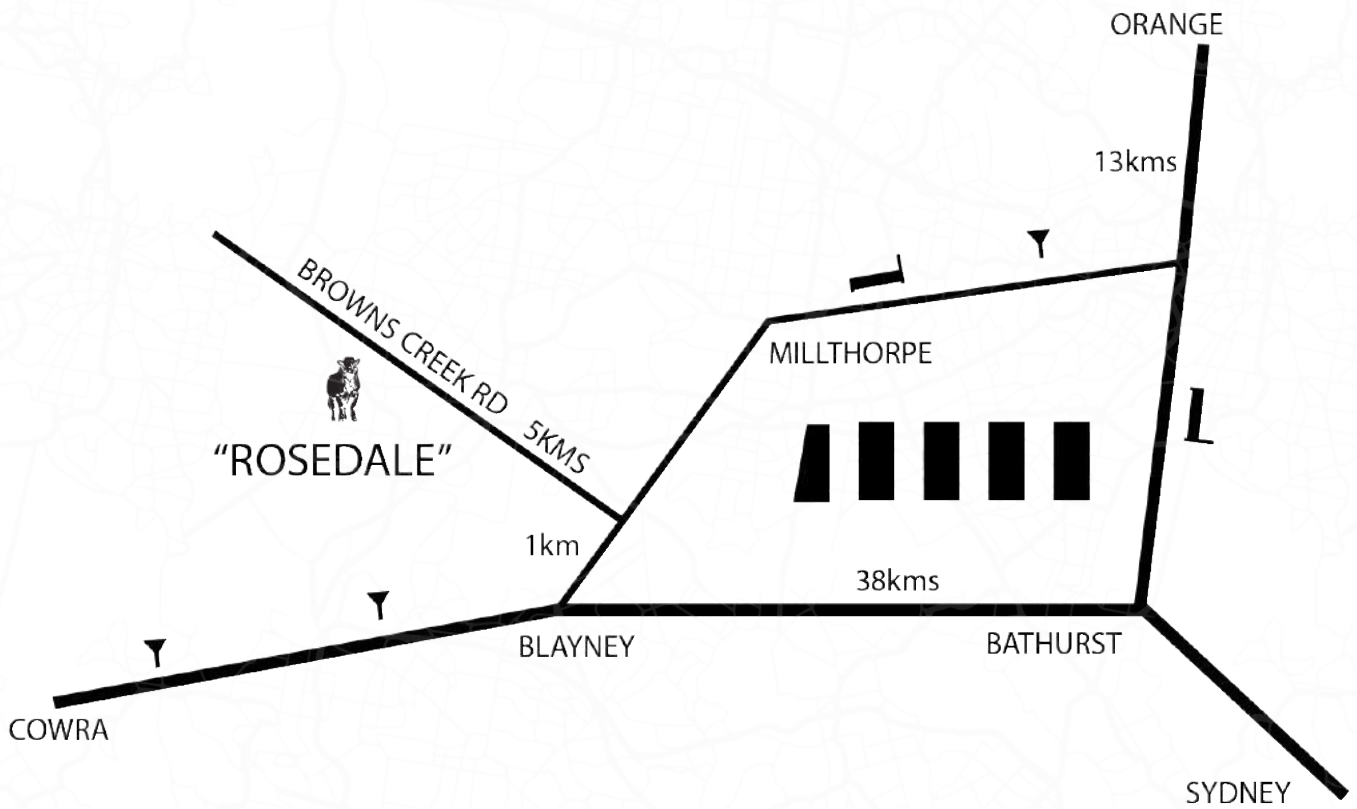 ORANGE
13kms
BROWNS CREEK RD 5KMS
MILLTHORPE
“ROSEDALE”
1km
38kms
BLAYNEY
BATHURST
COWRA
SYDNEY